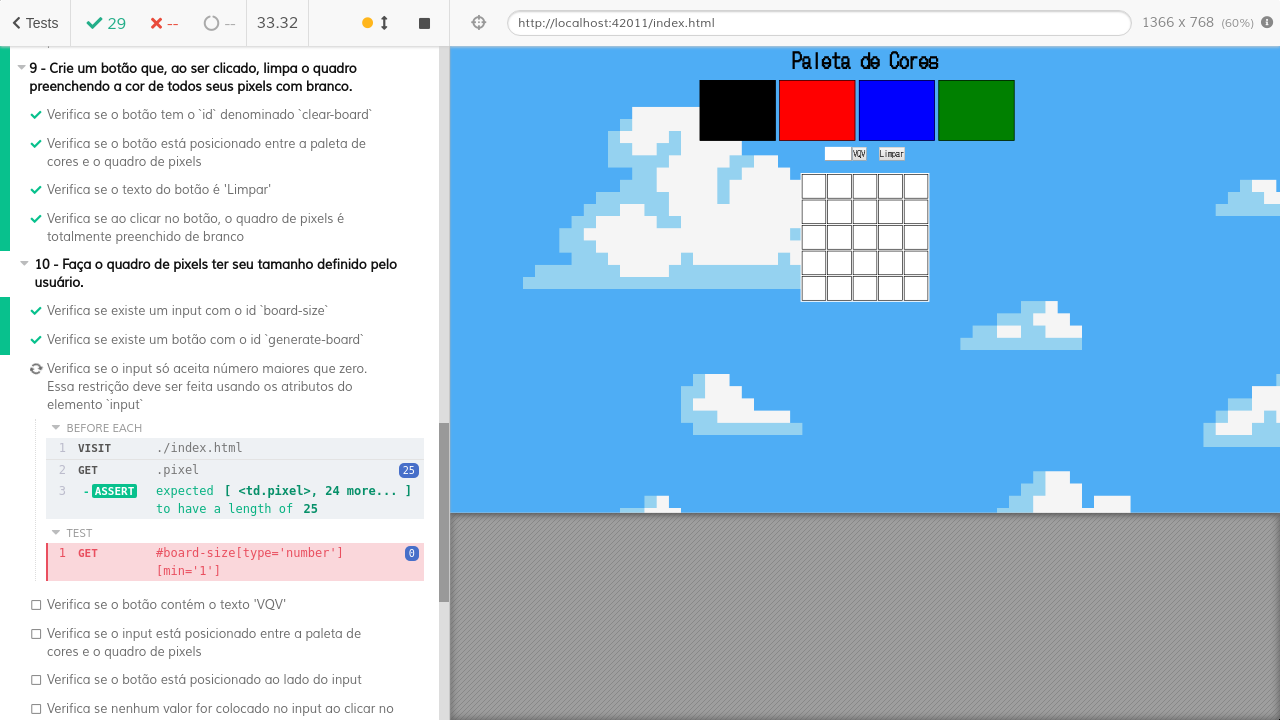 Tests
29
--
--
33.32
http://localhost:42011/index.html
1366 x 768 (60%)
9 - Crie um botão que, ao ser clicado, limpa o quadro
preenchendo a cor de todos seus pixels com branco.
Verifica se o botão tem o `id` denominado `clear-board`
Verifica se o botão está posicionado entre a paleta de
cores e o quadro de pixels
Verifica se o texto do botão é 'Limpar'
Verifica se ao clicar no botão, o quadro de pixels é
totalmente preenchido de branco
10 - Faça o quadro de pixels ter seu tamanho definido pelo
usuário.
Verifica se existe um input com o id `board-size`
Verifica se existe um botão com o id `generate-board`
Verifica se o input só aceita número maiores que zero.
Essa restrição deve ser feita usando os atributos do
elemento `input`
BEFORE EACH
1 VISIT ./index.html
2 GET .pixel 25
3 -ASSERT expected [ <td.pixel>, 24 more... ]
to have a length of 25
TEST
1 GET #board-size[type='number'] 0
[min='1']
Verifica se o botão contém o texto 'VQV'
Verifica se o input está posicionado entre a paleta de
cores e o quadro de pixels
Verifica se o botão está posicionado ao lado do input
Verifica se nenhum valor for colocado no input ao clicar no
Paleta de Cores
VQV
Limpar